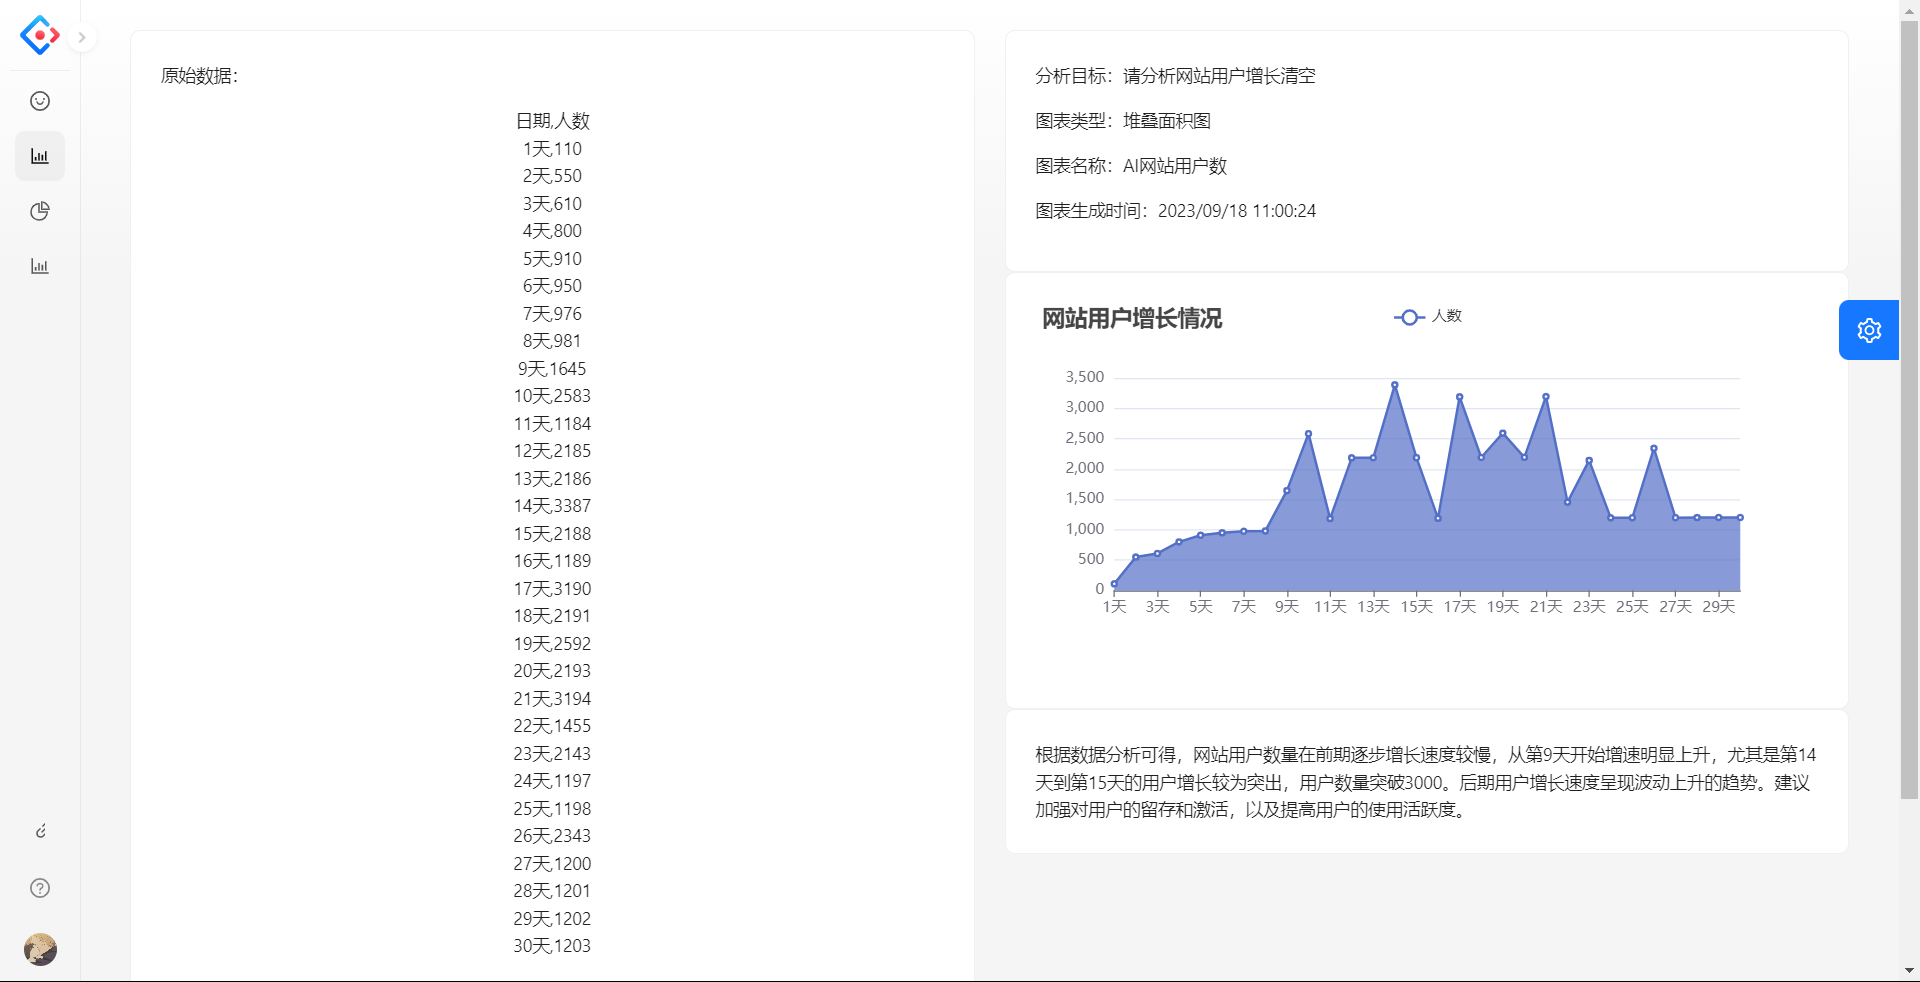 原始数据：
日期,人数
1天,110
2天,550
3天,610
4天,800
5天,910
6天,950
7天,976
8天,981
9天,1645
10天,2583
11天,1184
12天,2185
13天,2186
14天,3387
15天,2188
16天,1189
17天,3190
18天,2191
19天,2592
20天,2193
21天,3194
22天,1455
23天,2143
24天,1197
25天,1198
26天,2343
27天,1200
28天,1201
29天,1202
30天,1203
分析目标：请分析网站用户增长清空
图表类型：堆叠面积图
图表名称：AI网站用户数
图表生成时间：2023/09/18 11:00:24
网站用户增长情况
人数
3,500
3,000
2,500
2,000
1,500
1,000
500
0
1天 3天 5天 7天 9天 11天 13天 15天 17天 19天 21天 23天 25天 27天 29天
根据数据分析可得，网站用户数量在前期逐步增长速度较慢，从第9天开始增速明显上升，尤其是第14
天到第15天的用户增长较为突出，用户数量突破3000。后期用户增长速度呈现波动上升的趋势。建议
加强对用户的留存和激活，以及提高用户的使用活跃度。